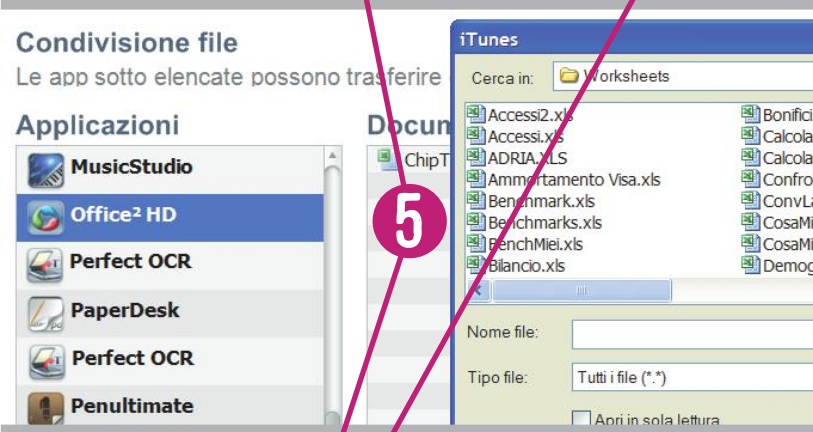 Condivisione file
Le app sotto elencate possono trasferire
Applicazioni
MusicStudio
Office² HD
Perfect OCR
PaperDesk
Perfect OCR
Penultimate
Docun
ChipT
5
iTunes
Cerca in: Worksheets
Accessi2.xls
Accessi.xls
ADRIA.XLS
Ammortamento Visa.xls
Benchmark.xls
Benchmarks.xls
BenchMiei.xls
Bilancio.xls
Bonifici
Calcola
Calcola
Confro
ConvLa
CosaMi
CosaMi
Demog
Nome file:
Tipo file: Tutti i file (*.*)
Apri in sola lettura